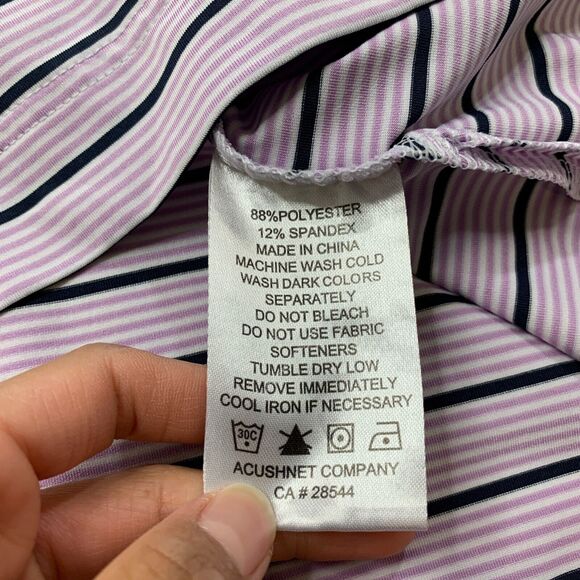 88%POLYESTER
12% SPANDEX
MADE IN CHINA
MACHINE WASH COLD
WASH DARK COLORS
SEPARATELY
DO NOT BLEACH
DO NOT USE FABRIC
SOFTENERS
TUMBLE DRY LOW
REMOVE IMMEDIATELY
COOL IRON IF NECESSARY
30C
ACUSHNET COMPANY
CA # 28544